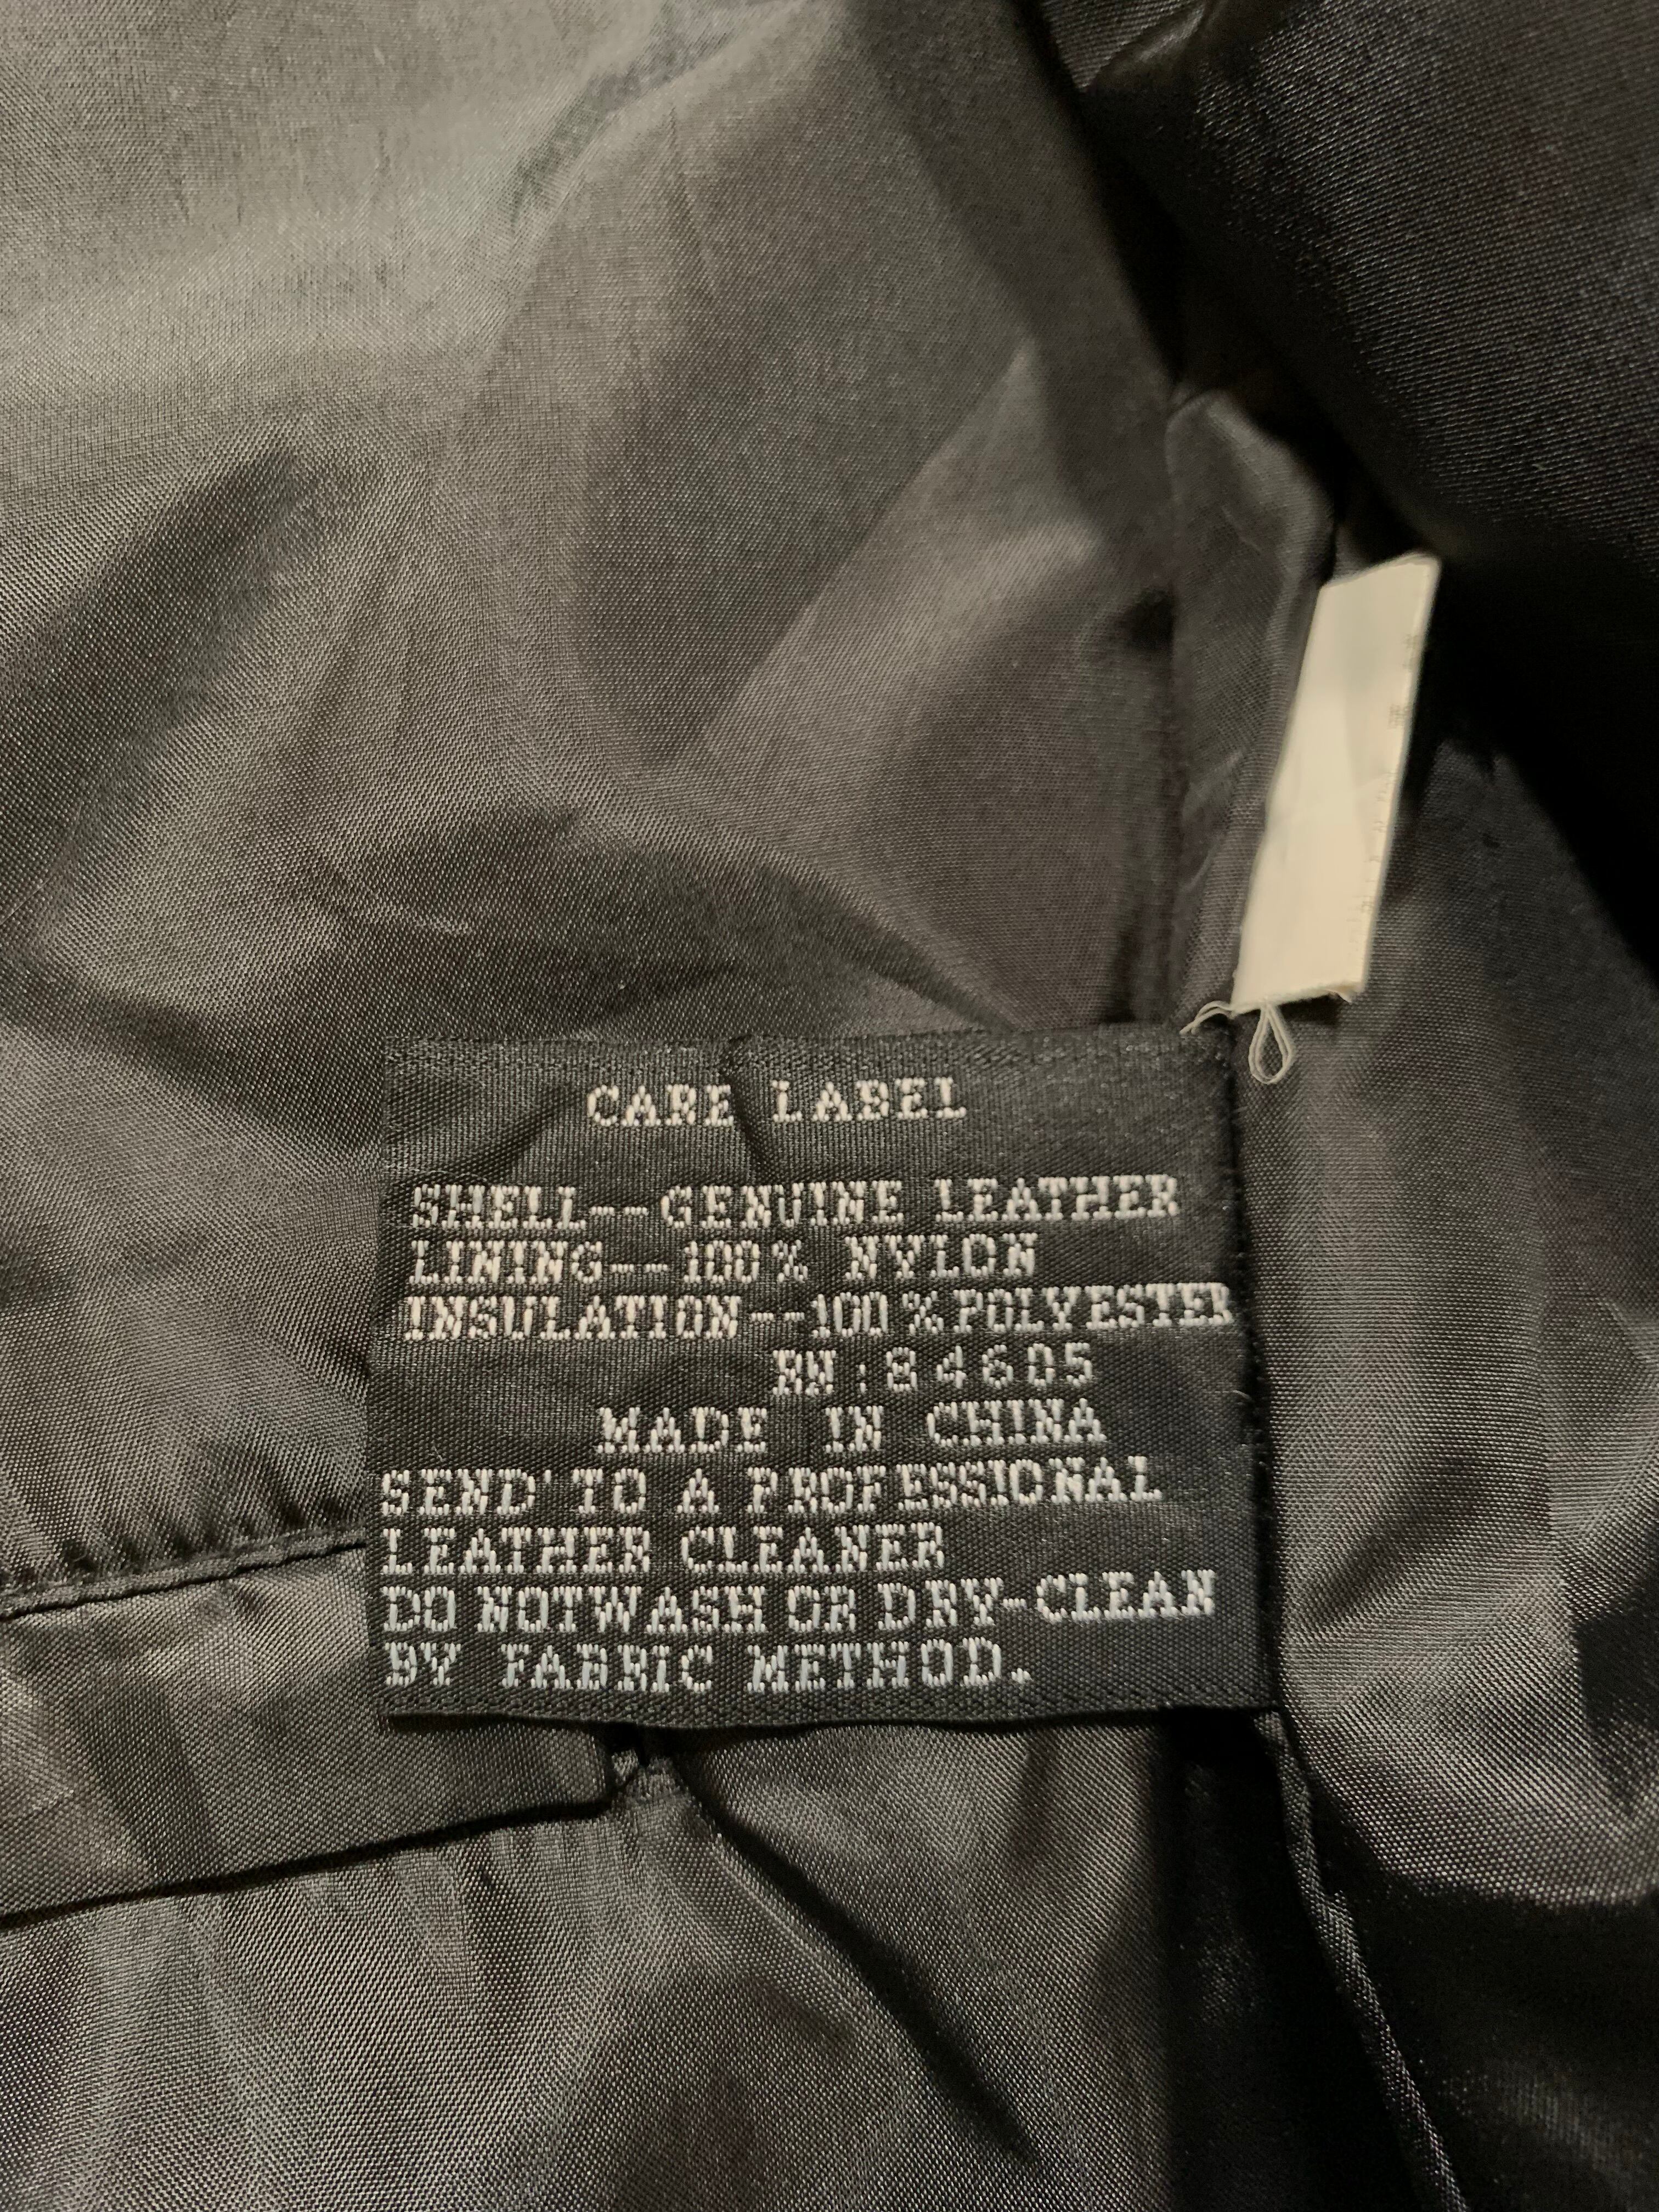 CARE LABEL
SHELL--GENUINE LEATHER
LINING--100% NYLON
INSULATION--100%POLYESTER
RN:84605
MADE IN CHINA
SEND TO A PROFESSIONAL
LEATHER CLEANER
DO NOTWASH OR DRY-CLEAN
BY FABRIC METHOD.